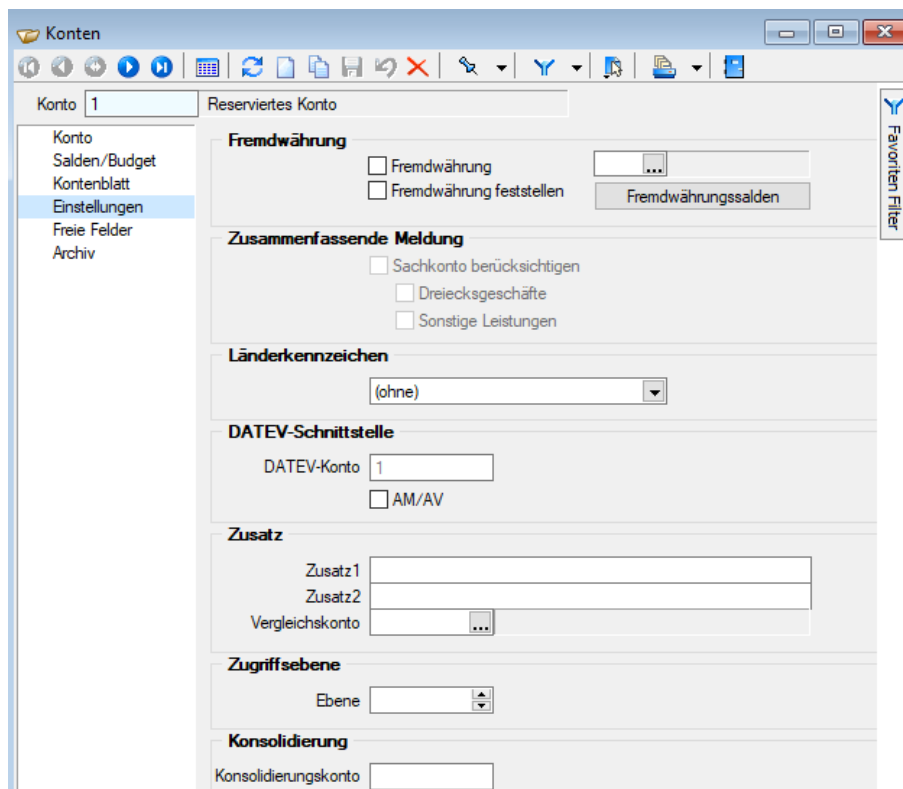 Konten
Konto 1 Reserviertes Konto
Konto
Salden/Budget
Kontenblatt
Einstellungen
Freie Felder
Archiv
Fremdwährung
Fremdwährung ...
Fremdwährung feststellen Fremdwährungssalden
Zusammenfassende Meldung
Sachkonto berücksichtigen
Dreiecksgeschäfte
Sonstige Leistungen
Länderkennzeichen
(ohne)
DATEV-Schnittstelle
DATEV-Konto 1
AM/AV
Zusatz
Zusatz1
Zusatz2
Vergleichskonto ...
Zugriffsebene
Ebene
Konsolidierung
Konsolidierungskonto
Favoriten Filter